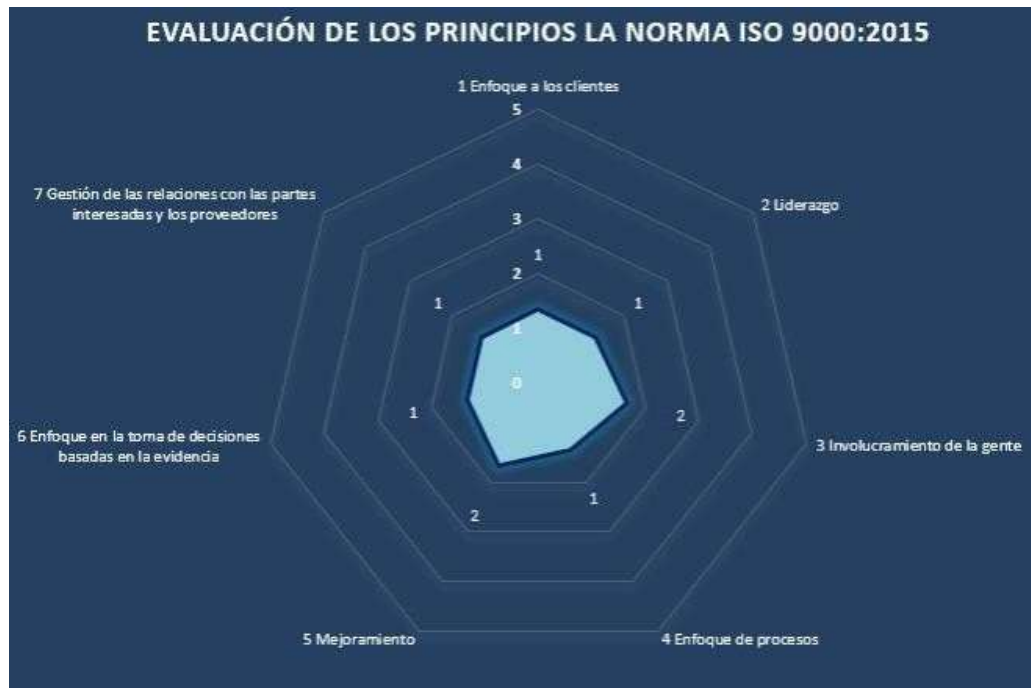 EVALUACIÓN DE LOS PRINCIPIOS LA NORMA ISO 9000:2015
1 Enfoque a los clientes
5
4
7 Gestión de las relaciones con las partes
interesadas y los proveedores
2 Liderazgo
3
1
2
1
1
1
0
1
2
6 Enfoque en la toma de decisiones
basadas en la evidencia
3 Involucramiento de la gente
1
2
5 Mejoramiento
4 Enfoque de procesos